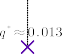 q^- ≈ 0.013